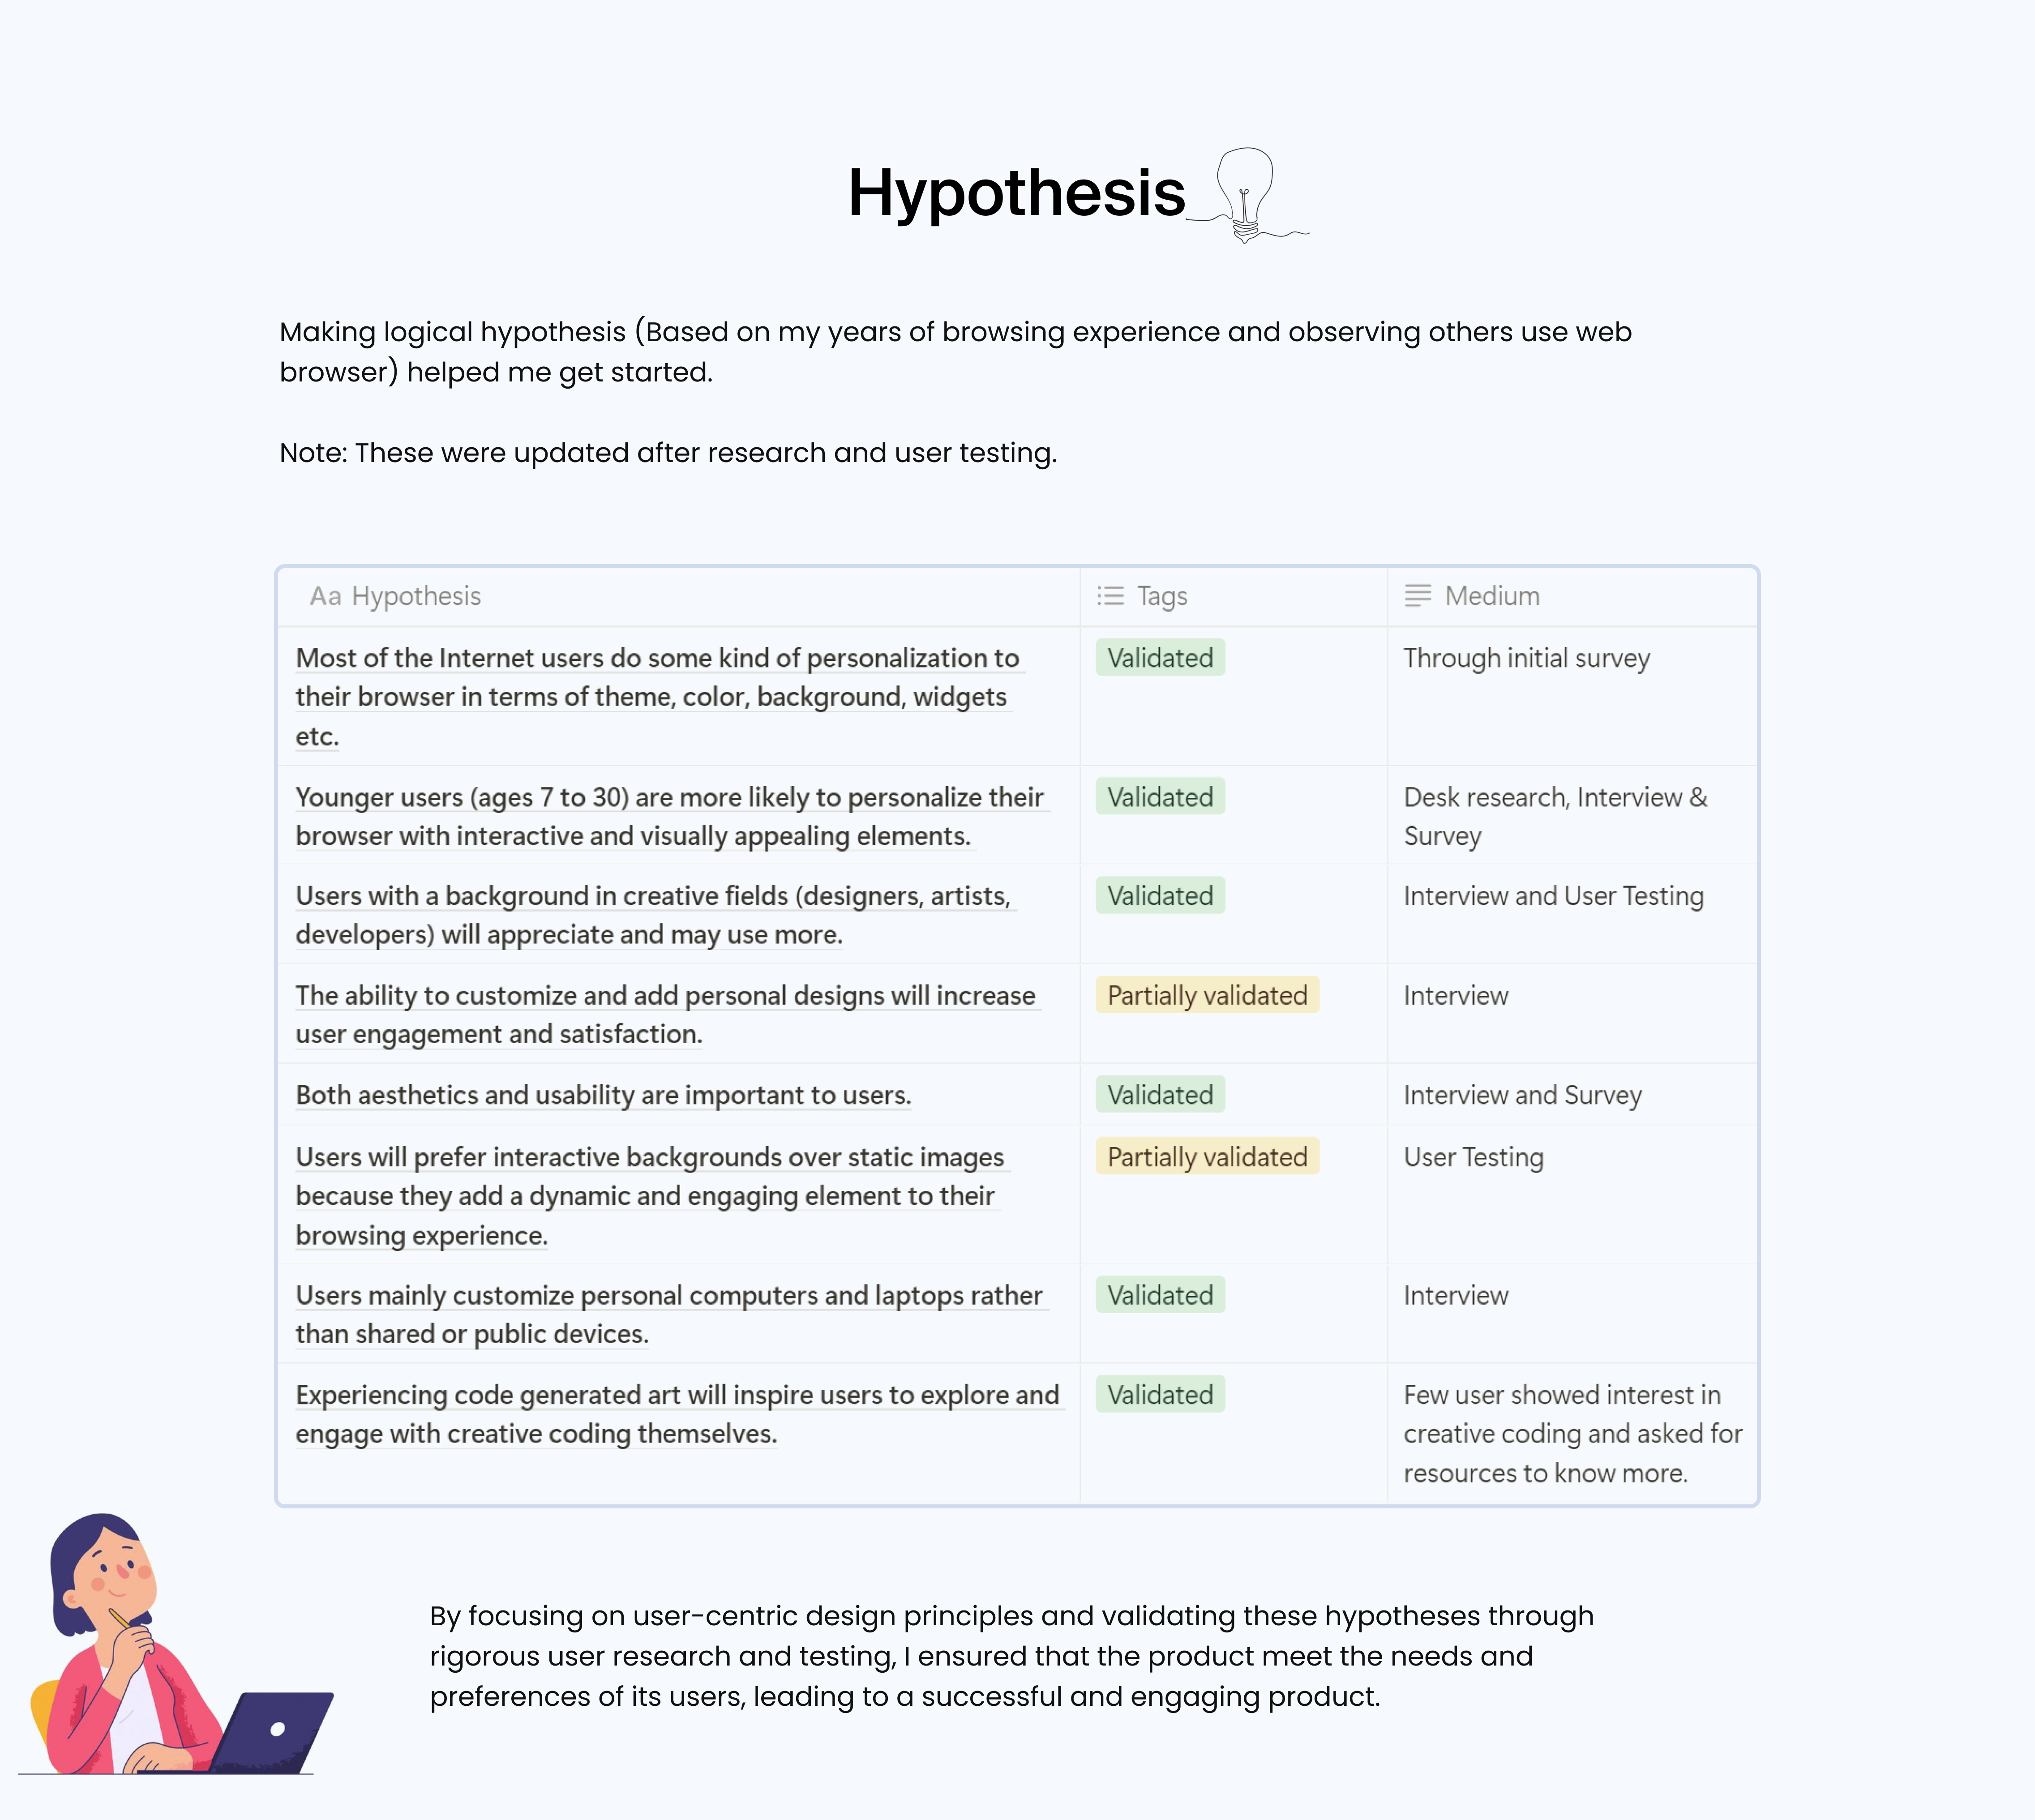 Hypothesis
Making logical hypothesis (Based on my years of browsing experience and observing others use web
browser) helped me get started.
Note: These were updated after research and user testing.
Aa Hypothesis
Tags
Medium
Most of the Internet users do some kind of personalization to
their browser in terms of theme, color, background, widgets
etc.
Validated
Through initial survey
Younger users (ages 7 to 30) are more likely to personalize their
browser with interactive and visually appealing elements.
Validated
Desk research, Interview &
Survey
Users with a background in creative fields (designers, artists,
developers) will appreciate and may use more.
Validated
Interview and User Testing
The ability to customize and add personal designs will increase
user engagement and satisfaction.
Partially validated
Interview
Both aesthetics and usability are important to users.
Validated
Interview and Survey
Users will prefer interactive backgrounds over static images
because they add a dynamic and engaging element to their
browsing experience.
Partially validated
User Testing
Users mainly customize personal computers and laptops rather
than shared or public devices.
Validated
Interview
Experiencing code generated art will inspire users to explore and
engage with creative coding themselves.
Validated
Few user showed interest in
creative coding and asked for
resources to know more.
By focusing on user-centric design principles and validating these hypotheses through
rigorous user research and testing, I ensured that the product meet the needs and
preferences of its users, leading to a successful and engaging product.